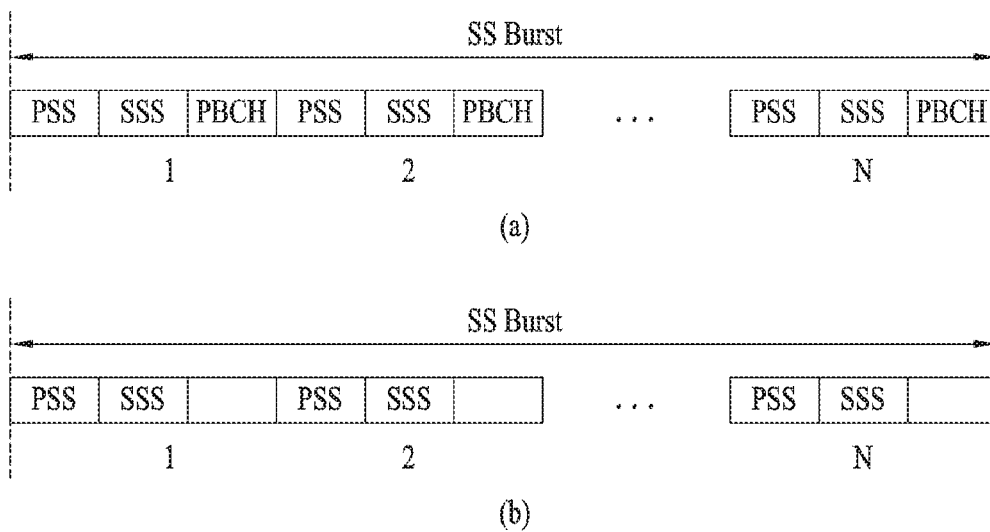 SS Burst
PSS SSS PBCH PSS SSS PBCH ... PSS SSS PBCH
1 2 N
(a)
SS Burst
PSS SSS PSS SSS ... PSS SSS
1 2 N
(b)